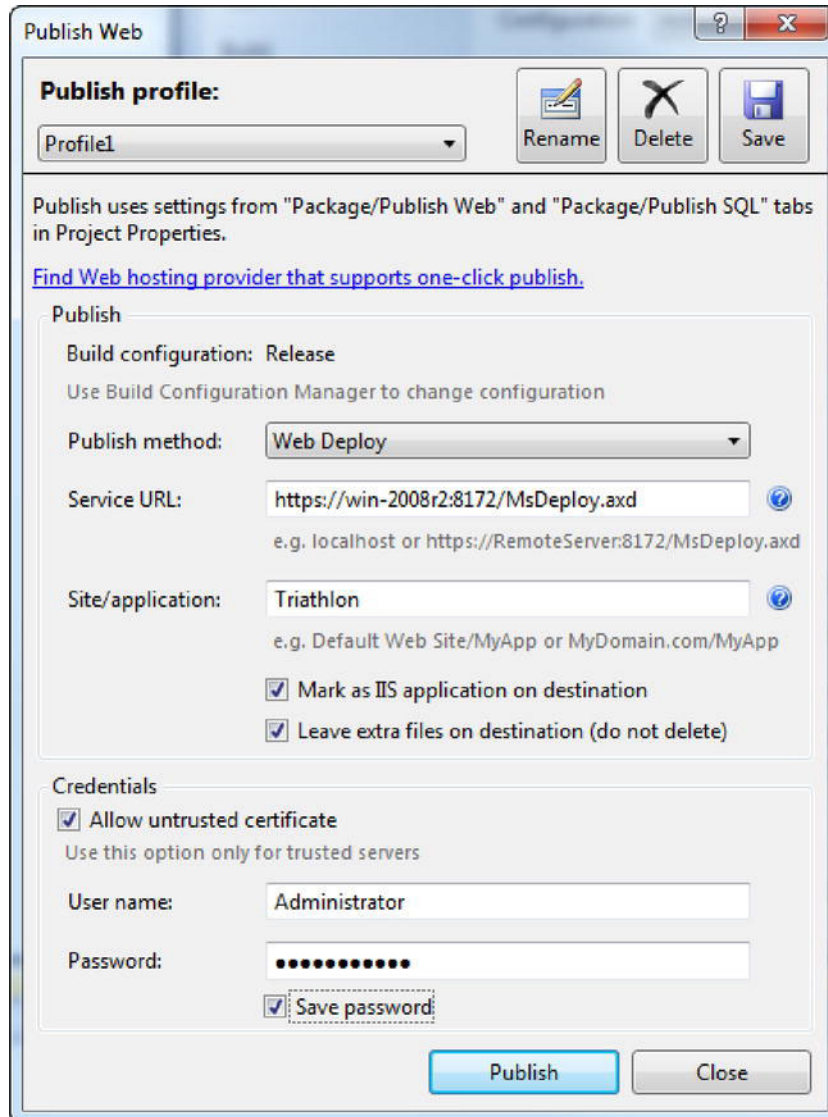 Publish Web
Publish profile:
Profile1
Rename
Delete
Save
Publish uses settings from "Package/Publish Web" and "Package/Publish SQL" tabs
in Project Properties.
Find Web hosting provider that supports one-click publish.
Publish
Build configuration: Release
Use Build Configuration Manager to change configuration
Publish method: Web Deploy
Service URL: https://win-2008r2:8172/MsDeploy.axd
e.g. localhost or https://RemoteServer:8172/MsDeploy.axd
Site/application: Triathlon
e.g. Default Web Site/MyApp or MyDomain.com/MyApp
Mark as IIS application on destination
Leave extra files on destination (do not delete)
Credentials
Allow untrusted certificate
Use this option only for trusted servers
User name: Administrator
Password: •••••••••••
Save password
Publish
Close